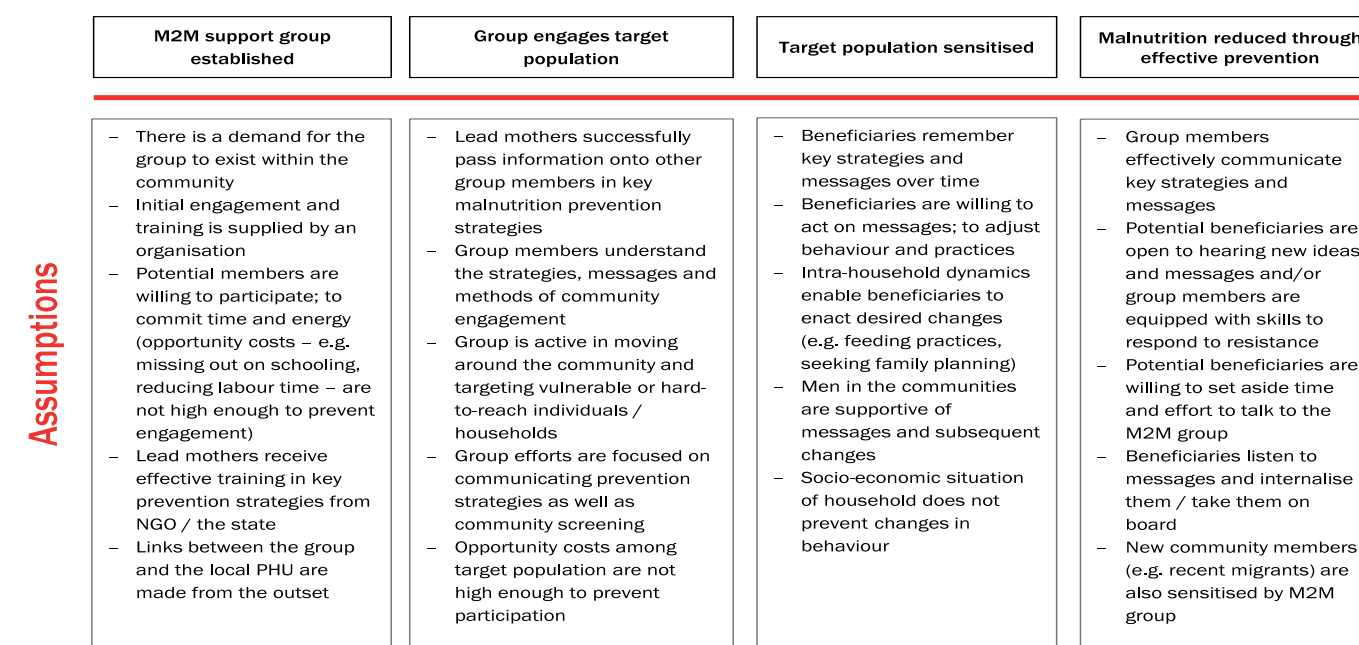 M2M support group
established
Group engages target
population
Target population sensitised
Malnutrition reduced through
effective prevention
Assumptions
– There is a demand for the
group to exist within the
community
– Initial engagement and
training is supplied by an
organisation
– Potential members are
willing to participate; to
commit time and energy
(opportunity costs – e.g.
missing out on schooling,
reducing labour time – are
not high enough to prevent
engagement)
– Lead mothers receive
effective training in key
prevention strategies from
NGO / the state
– Links between the group
and the local PHU are
made from the outset
– Lead mothers successfully
pass information onto other
group members in key
malnutrition prevention
strategies
– Group members understand
the strategies, messages and
methods of community
engagement
– Group is active in moving
around the community and
targeting vulnerable or hard-
to-reach individuals /
households
– Group efforts are focused on
communicating prevention
strategies as well as
community screening
– Opportunity costs among
target population are not
high enough to prevent
participation
– Beneficiaries remember
key strategies and
messages over time
– Beneficiaries are willing to
act on messages; to adjust
behaviour and practices
– Intra-household dynamics
enable beneficiaries to
enact desired changes
(e.g. feeding practices,
seeking family planning)
– Men in the communities
are supportive of
messages and subsequent
changes
– Socio-economic situation
of household does not
prevent changes in
behaviour
– Group members
effectively communicate
key strategies and
messages
– Potential beneficiaries are
open to hearing new ideas
and messages and/or
group members are
equipped with skills to
respond to resistance
– Potential beneficiaries are
willing to set aside time
and effort to talk to the
M2M group
– Beneficiaries listen to
messages and internalise
them / take them on
board
– New community members
(e.g. recent migrants) are
also sensitised by M2M
group